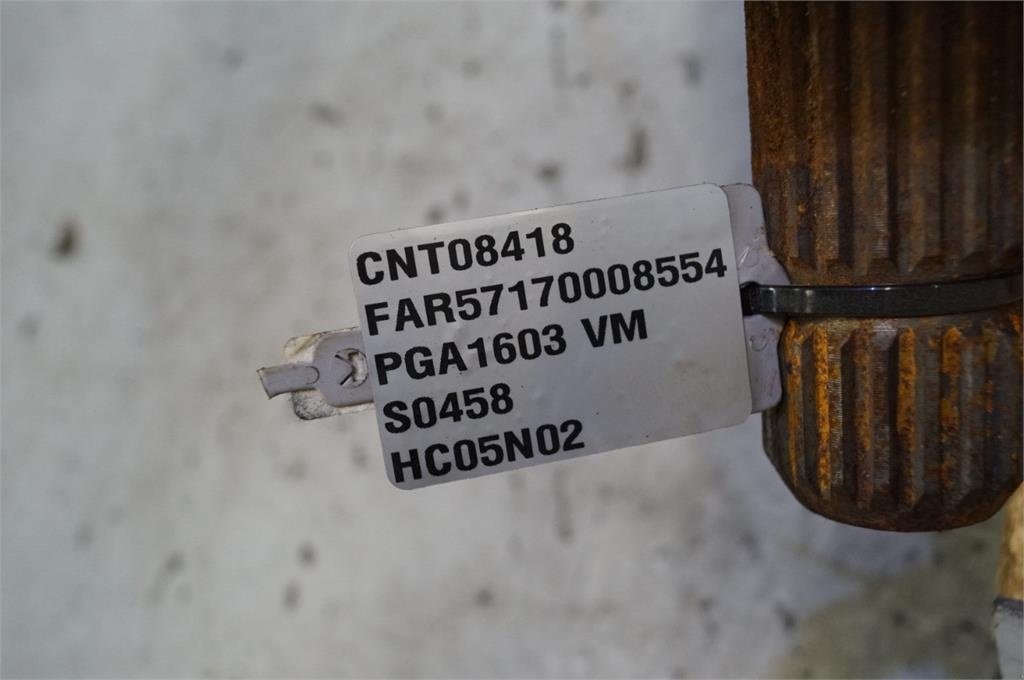 CNT08418
FAR57170008554
PGA1603 VM
S0458
HC05N02